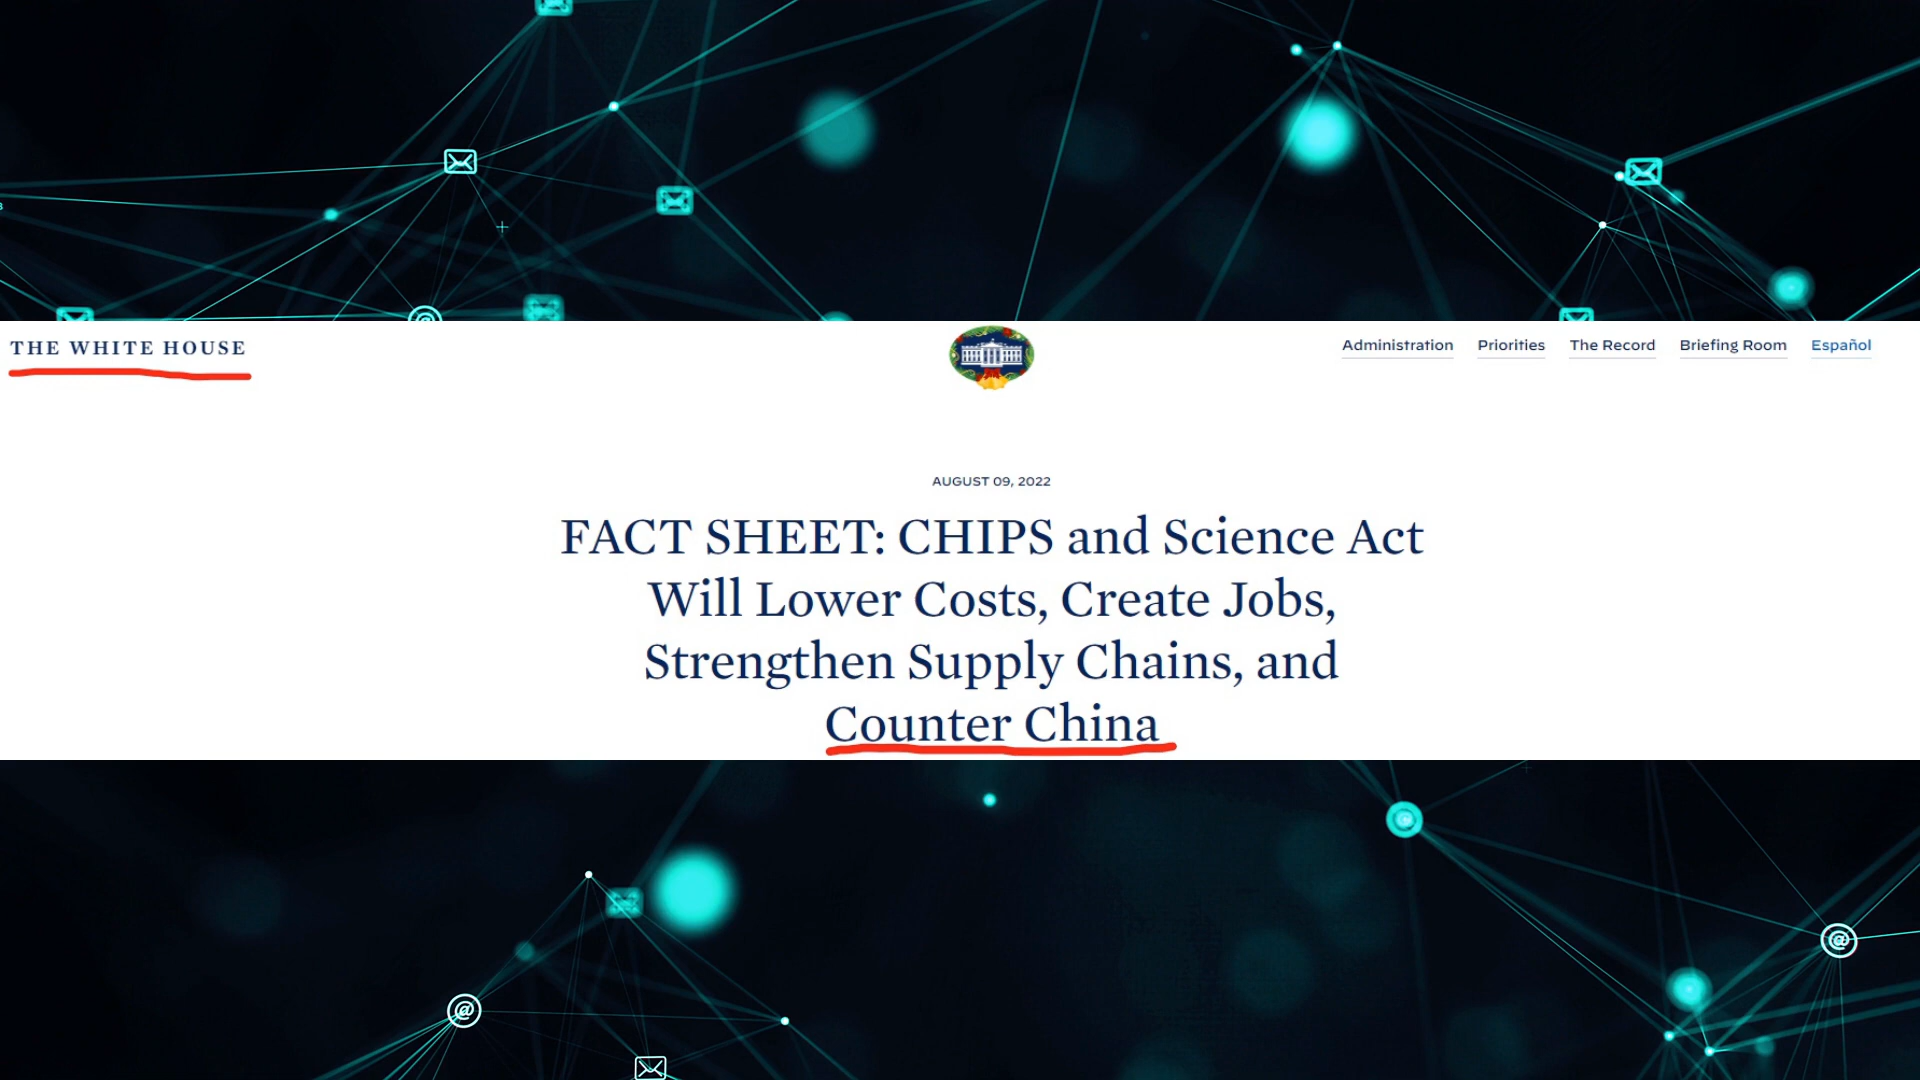 THE WHITE HOUSE
Administration Priorities The Record Briefing Room Español
AUGUST 09, 2022
FACT SHEET: CHIPS and Science Act
Will Lower Costs, Create Jobs,
Strengthen Supply Chains, and
Counter China
@
@
@